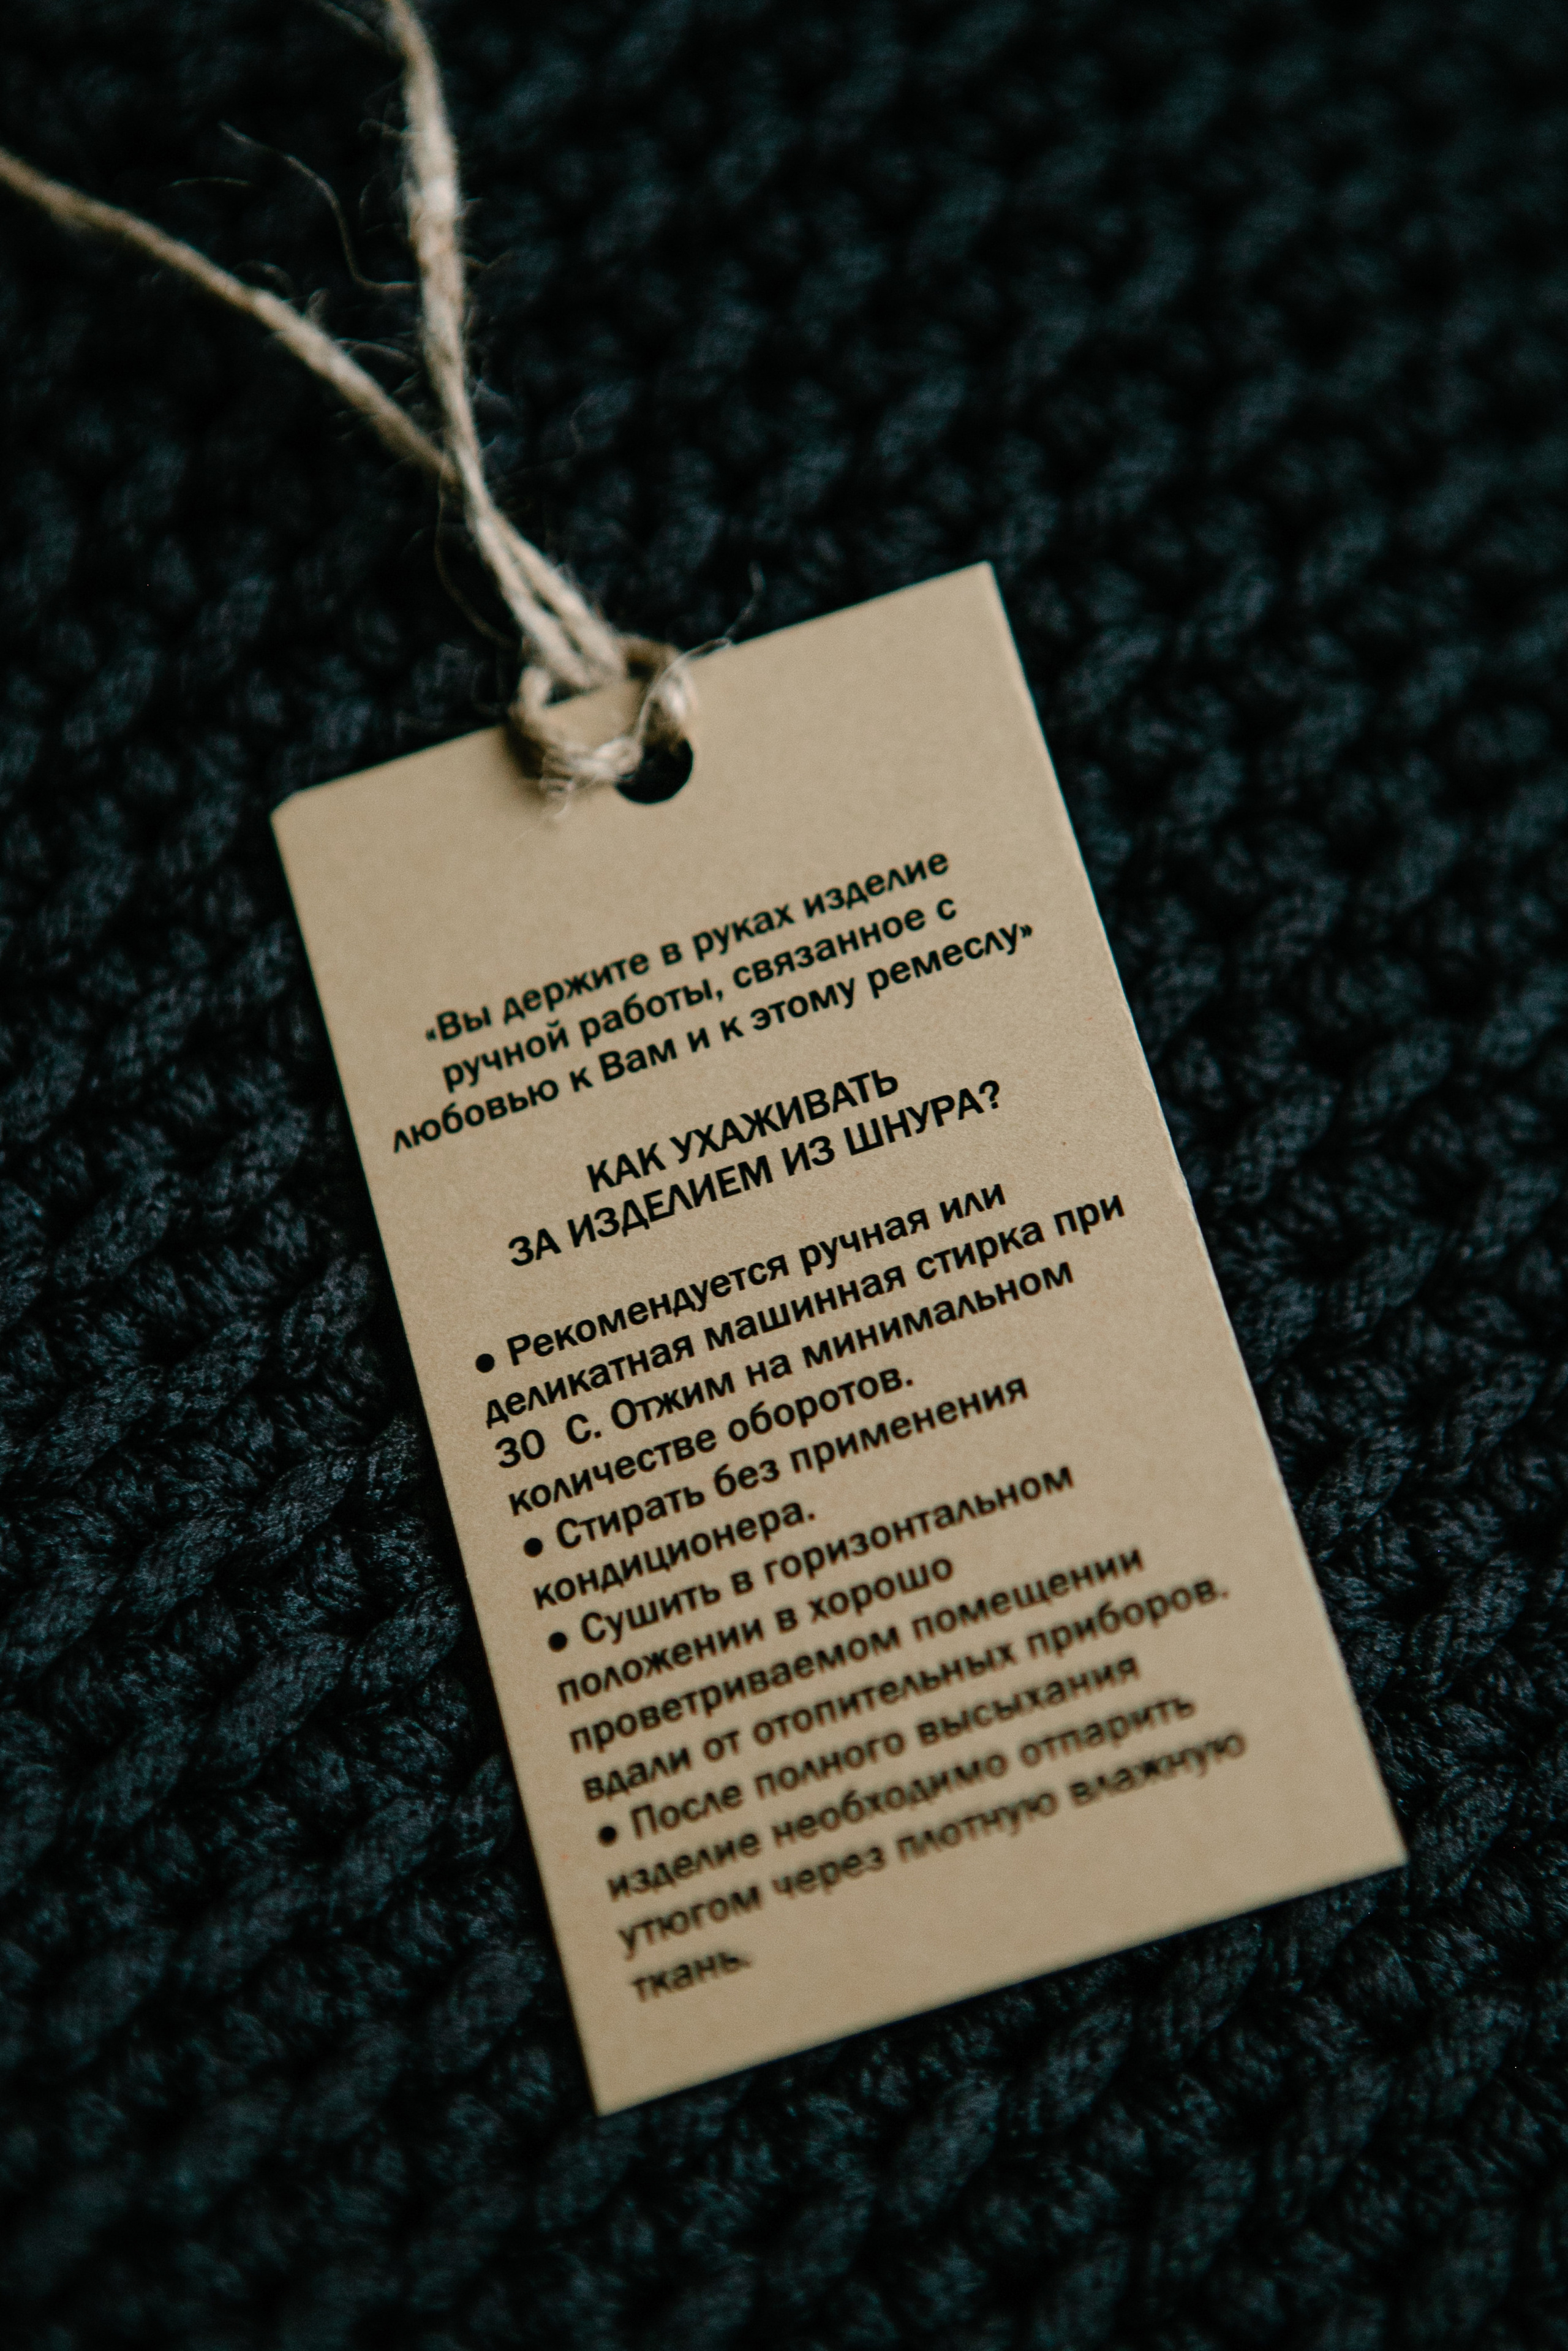 «Вы держите в руках изделие
ручной работы, связанное с
любовью к Вам и к этому ремеслу»
КАК УХАЖИВАТЬ
ЗА ИЗДЕЛИЕМ ИЗ ШНУРА?
● Рекомендуется ручная или
деликатная машинная стирка при
30 С. Отжим на минимальном
количестве оборотов.
● Стирать без применения
кондиционера.
● Сушить в горизонтальном
положении в хорошо
проветриваемом помещении
вдали от отопительных приборов.
● После полного высыхания
изделие необходимо отпарить
утюгом через плотную влажную
ткань.